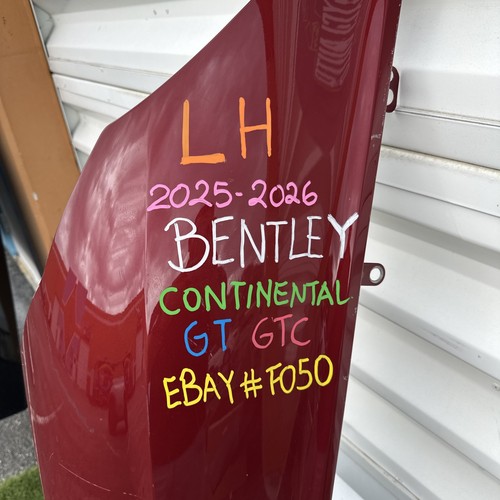 LH
2025-2026
BENTLEY
CONTINENTAL
GT GTC
EBAY#F050